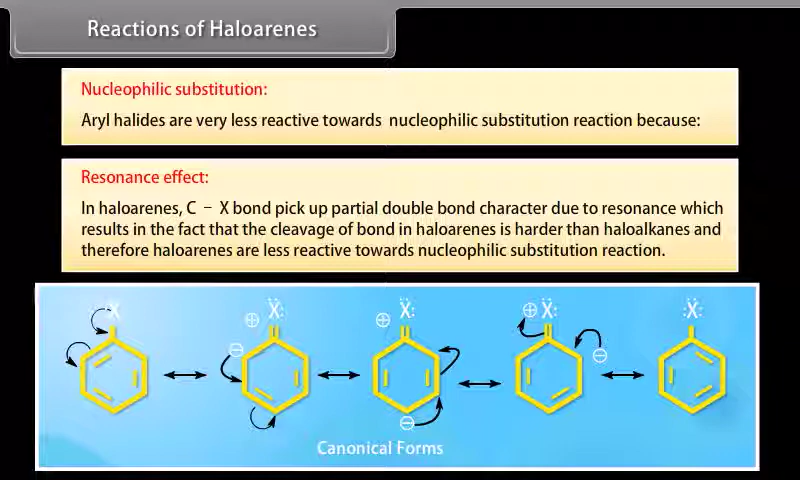 Reactions of Haloarenes
Nucleophilic substitution:
Aryl halides are very less reactive towards nucleophilic substitution reaction because:
Resonance effect:
In haloarenes, C – X bond pick up partial double bond character due to resonance which
results in the fact that the cleavage of bond in haloarenes is harder than haloalkanes and
therefore haloarenes are less reactive towards nucleophilic substitution reaction.
X ⊕ Ẍ: ⊕ Ẍ: ⊕ Ẍ: :Ẍ:
⊖ ⊖
⊖
Canonical Forms